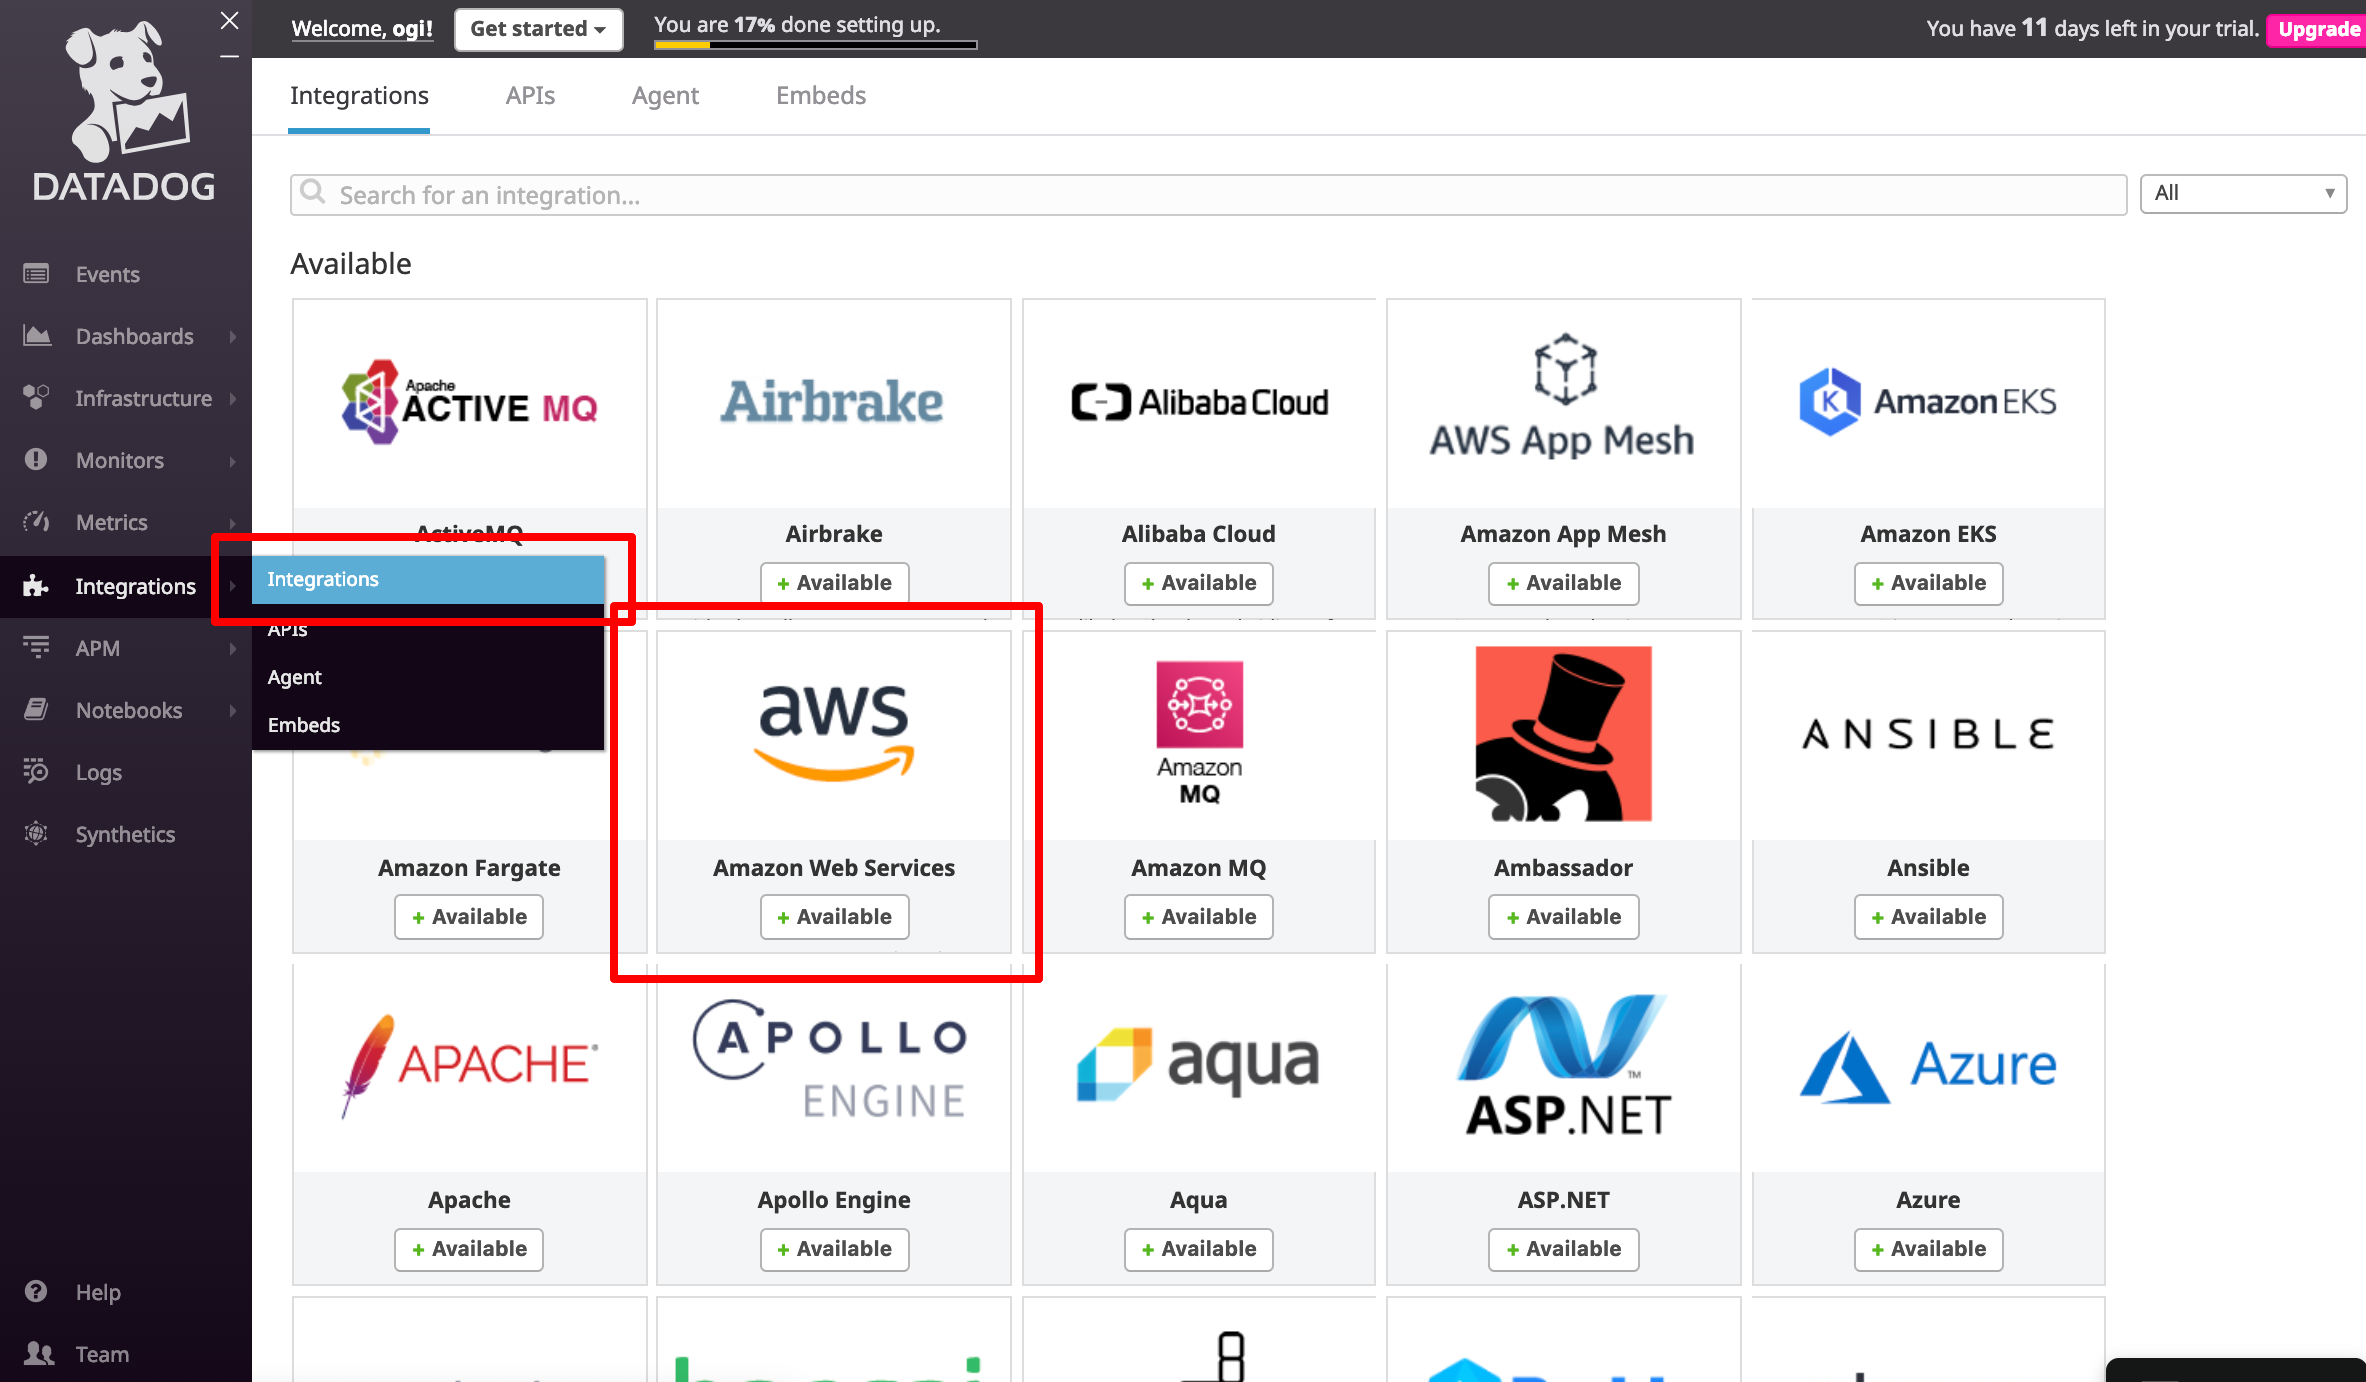 DATADOG
Welcome, ogi!
Get started
You are 17% done setting up.
You have 11 days left in your trial.
Upgrade
Integrations
APIs
Agent
Embeds
Search for an integration...
All
Events
Dashboards
Infrastructure
Monitors
Metrics
Integrations
APM
Notebooks
Logs
Synthetics
Help
Team
Integrations
APIs
Agent
Embeds
Available
Apache
ACTIVE MQ
Airbrake
Alibaba Cloud
AWS App Mesh
K
Amazon EKS
ActiveMQ
Airbrake
Alibaba Cloud
Amazon App Mesh
Amazon EKS
+ Available
+ Available
+ Available
+ Available
aws
Amazon
MQ
ANSIBLE
Amazon Fargate
Amazon Web Services
Amazon MQ
Ambassador
Ansible
+ Available
+ Available
+ Available
+ Available
+ Available
APACHE
APOLLO
ENGINE
aqua
ASP.NET
™
Azure
Apache
Apollo Engine
Aqua
ASP.NET
Azure
+ Available
+ Available
+ Available
+ Available
+ Available